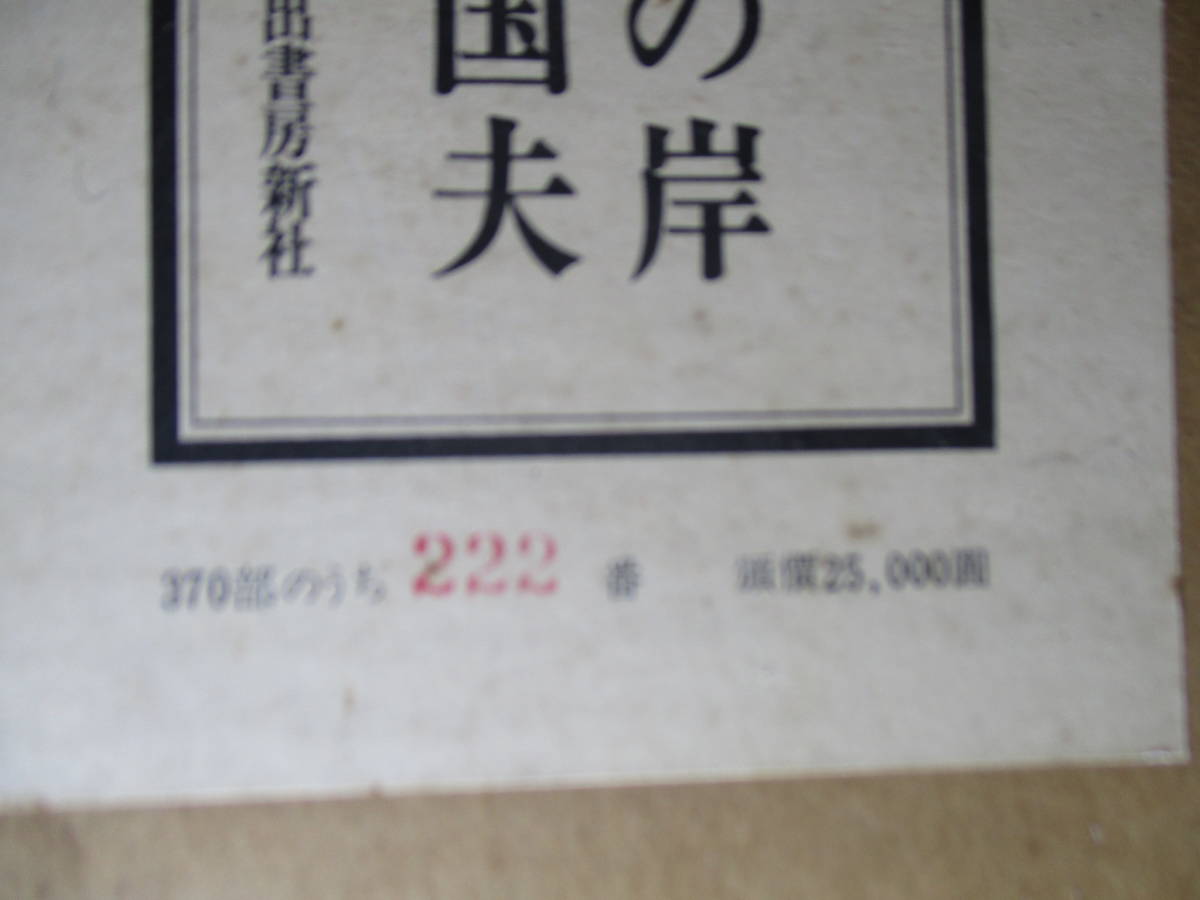 の岸
国夫
出書房新社
370部のうち 222 番 頒價25,000圓